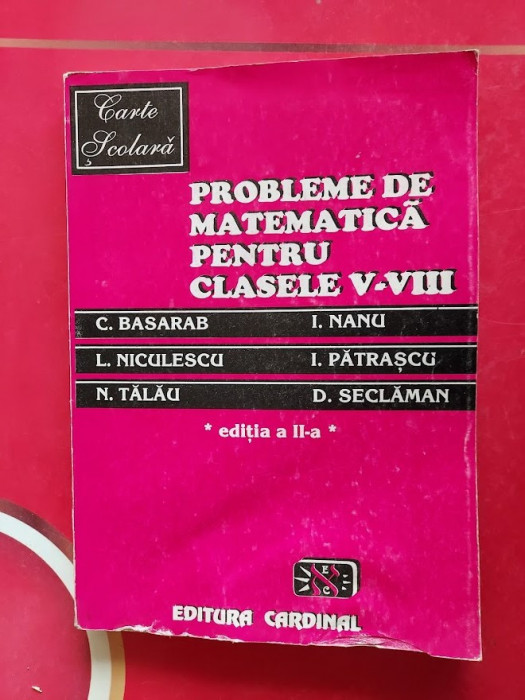 Carte
Școlară
PROBLEME DE
MATEMATICĂ
PENTRU
CLASELE V-VIII
C. BASARAB I. NANU
L. NICULESCU I. PĂTRAȘCU
N. TĂLĂU D. SECLĂMAN
* ediția a II-a *
E
S S
C
EDITURA CARDINAL